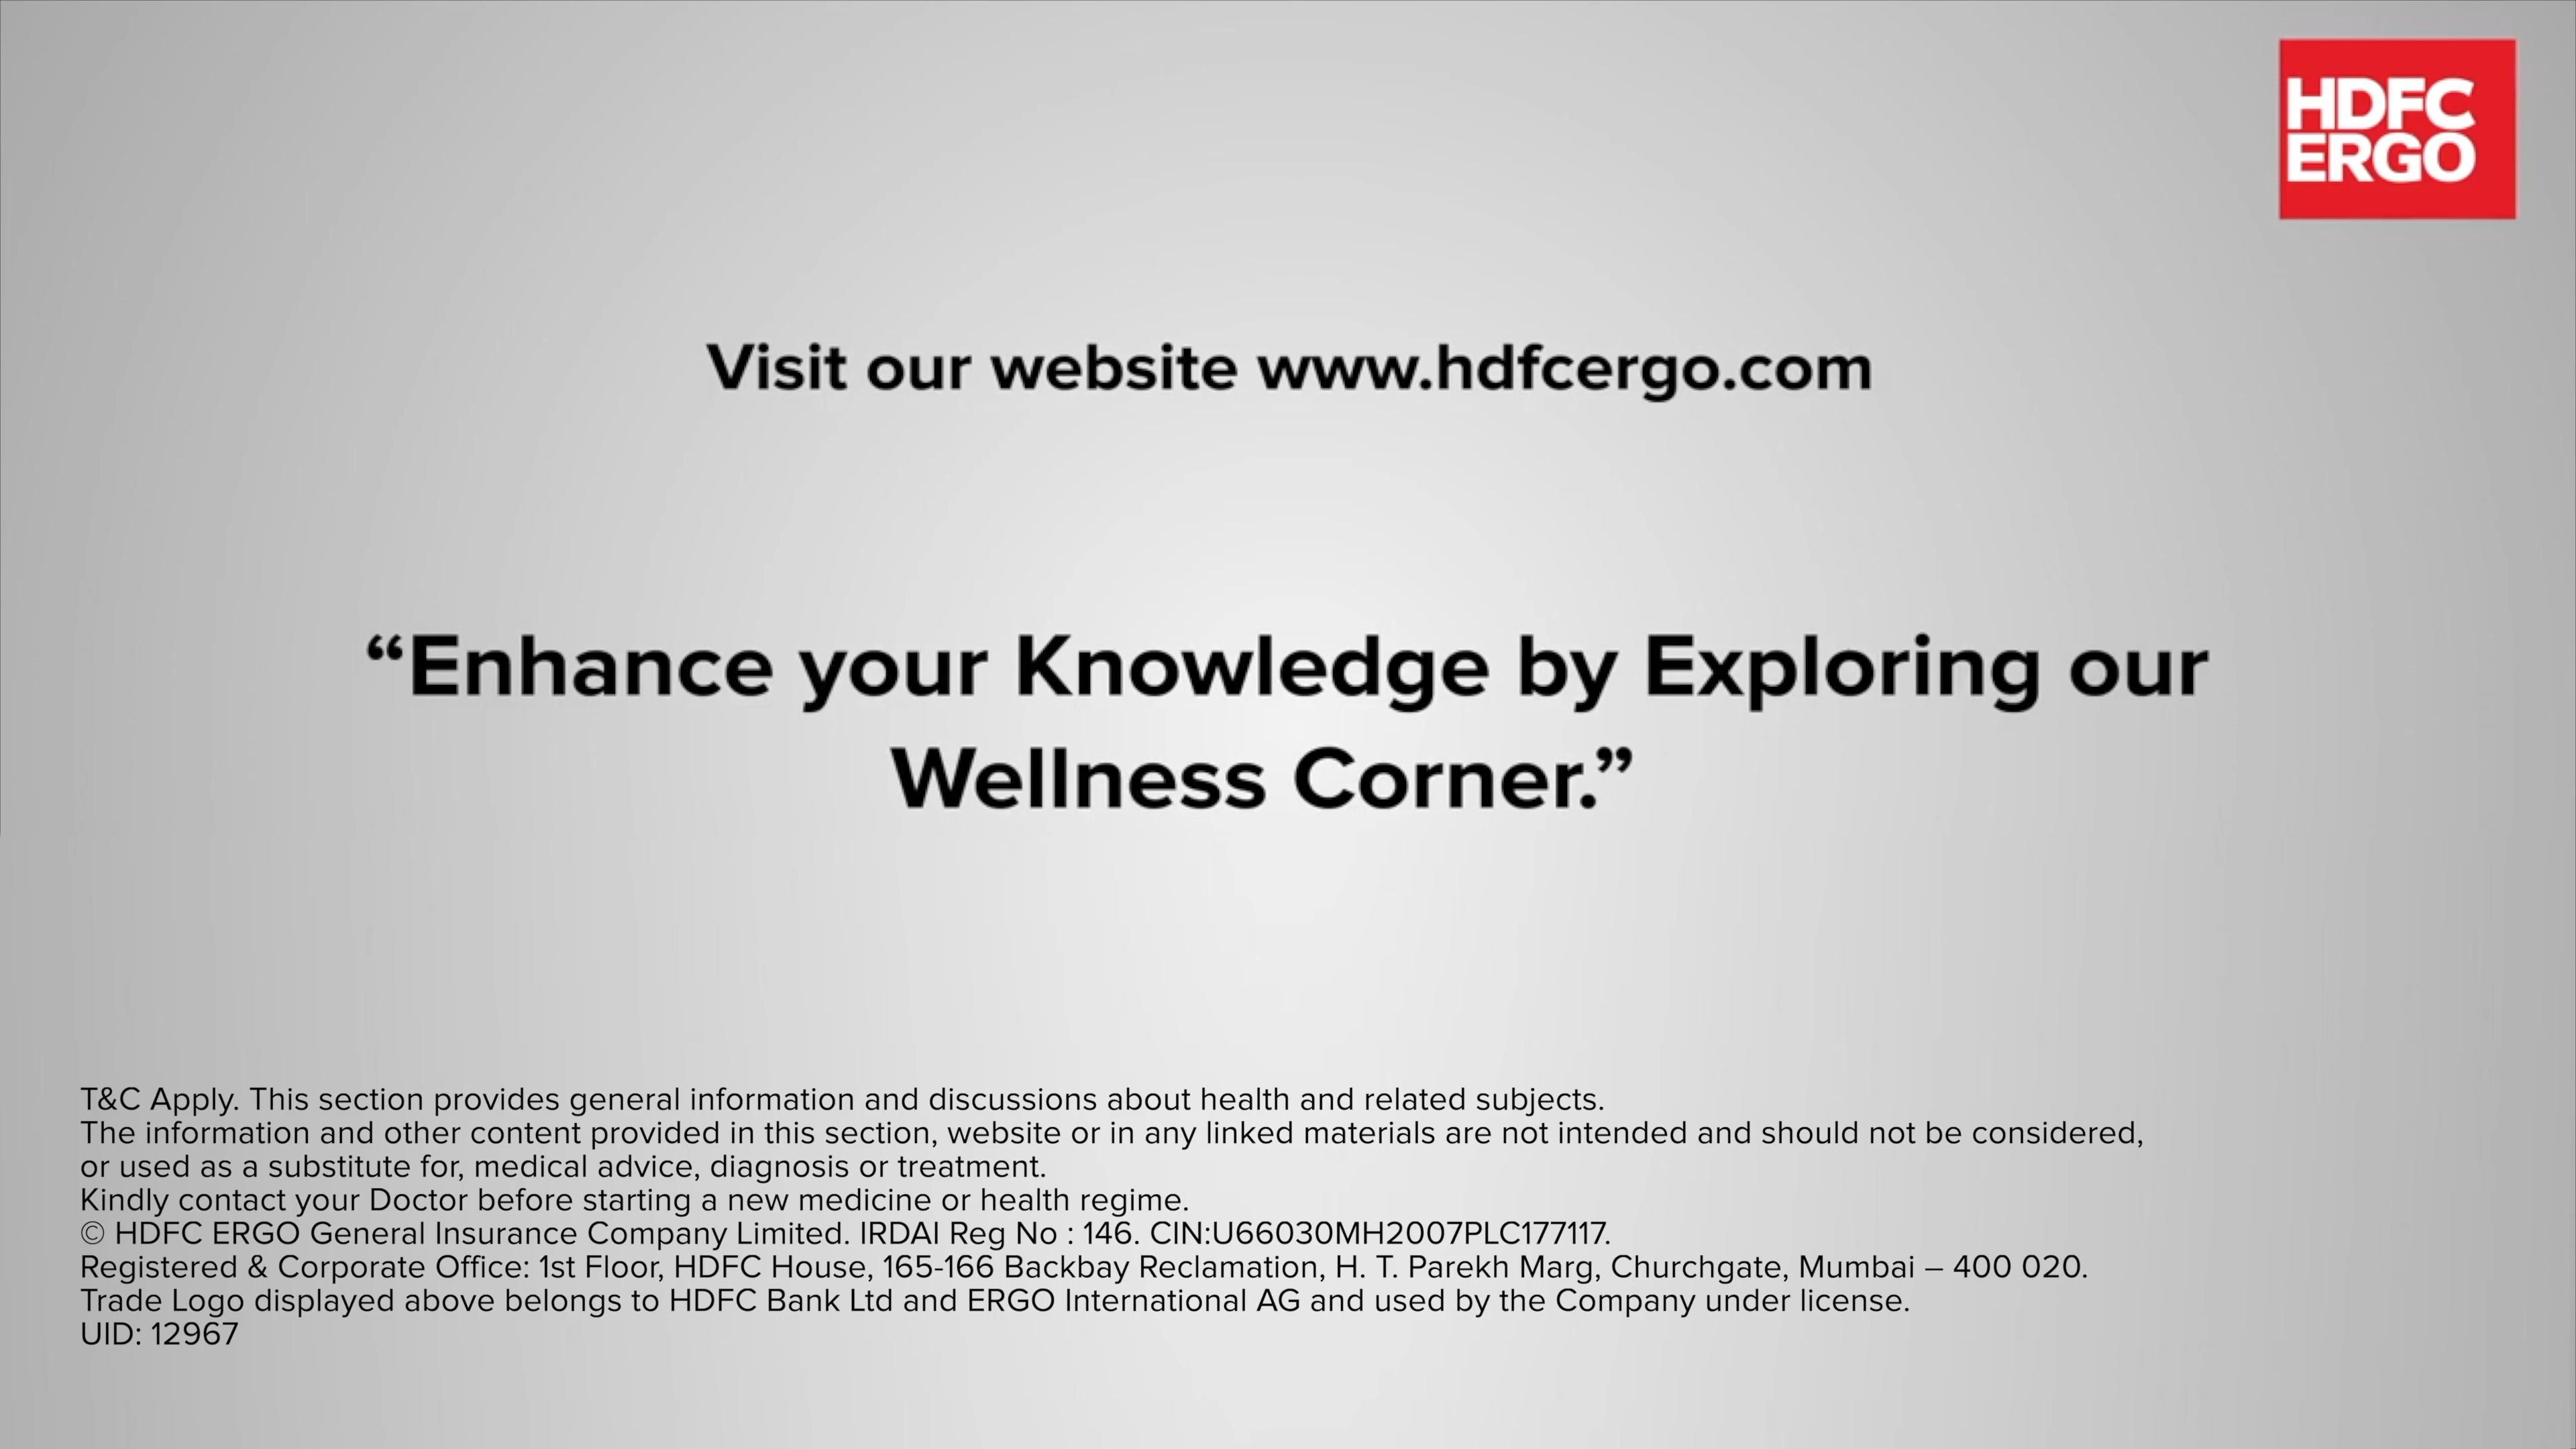 HDFC
ERGO
Visit our website www.hdfcergo.com
“Enhance your Knowledge by Exploring our
Wellness Corner.”
T&C Apply. This section provides general information and discussions about health and related subjects.
The information and other content provided in this section, website or in any linked materials are not intended and should not be considered,
or used as a substitute for, medical advice, diagnosis or treatment.
Kindly contact your Doctor before starting a new medicine or health regime.
© HDFC ERGO General Insurance Company Limited. IRDAI Reg No : 146. CIN:U66030MH2007PLC177117.
Registered & Corporate Office: 1st Floor, HDFC House, 165-166 Backbay Reclamation, H. T. Parekh Marg, Churchgate, Mumbai – 400 020.
Trade Logo displayed above belongs to HDFC Bank Ltd and ERGO International AG and used by the Company under license.
UID: 12967